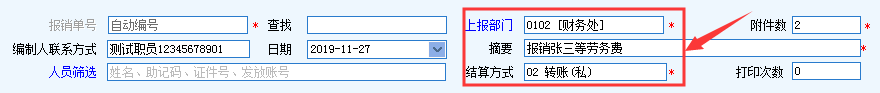 报销单号 自动编号 * 查找 上报部门 0102 [财务处] * 附件数 2 *
编制人联系方式 测试职员12345678901 日期 2019-11-27 摘要 报销张三等劳务费 *
人员筛选 姓名、助记码、证件号、发放账号 结算方式 02 转账(私) * 打印次数 0